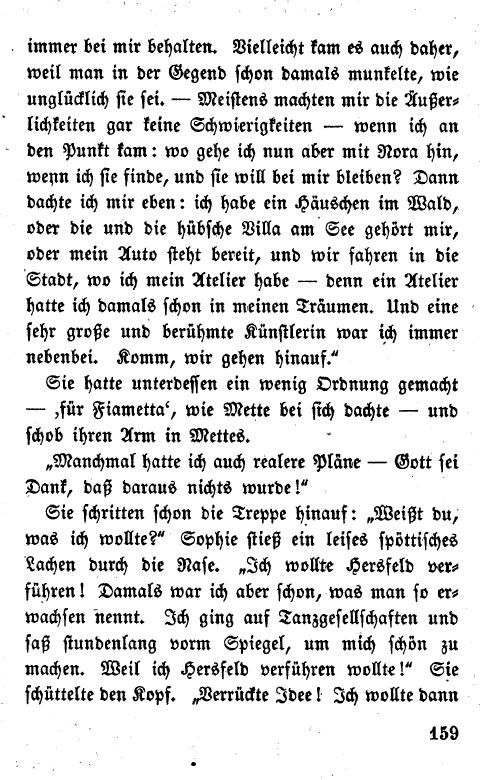 immer bei mir behalten. Vielleicht kam es auch daher,
weil man in der Gegend schon damals munkelte, wie
unglücklich sie sei. — Meistens machten mir die Äußer-
lichkeiten gar keine Schwierigkeiten — wenn ich an
den Punkt kam: wo gehe ich nun aber mit Nora hin,
wenn ich sie finde, und sie will bei mir bleiben? Dann
dachte ich mir eben: ich habe ein Häuschen im Wald,
oder die und die hübsche Villa am See gehört mir,
oder mein Auto steht bereit, und wir fahren in die
Stadt, wo ich mein Atelier habe — denn ein Atelier
hatte ich damals schon in meinen Träumen. Und eine
sehr große und berühmte Künstlerin war ich immer
nebenbei. Komm, wir gehen hinauf.“
Sie hatte unterdessen ein wenig Ordnung gemacht
— ‚für Fiametta‘, wie Mette bei sich dachte — und
schob ihren Arm in Mettes.
„Manchmal hatte ich auch realere Pläne — Gott sei
Dank, daß daraus nichts wurde!“
Sie schritten schon die Treppe hinauf: „Weißt du,
was ich wollte?“ Sophie stieß ein leises spöttisches
Lachen durch die Nase. „Ich wollte Hersfeld ver-
führen! Damals war ich aber schon, was man so er-
wachsen nennt. Ich ging auf Tanzgesellschaften und
saß stundenlang vorm Spiegel, um mich schön zu
machen. Weil ich Hersfeld verführen wollte!“ Sie
schüttelte den Kopf. „Verrückte Idee! Ich wollte dann
159